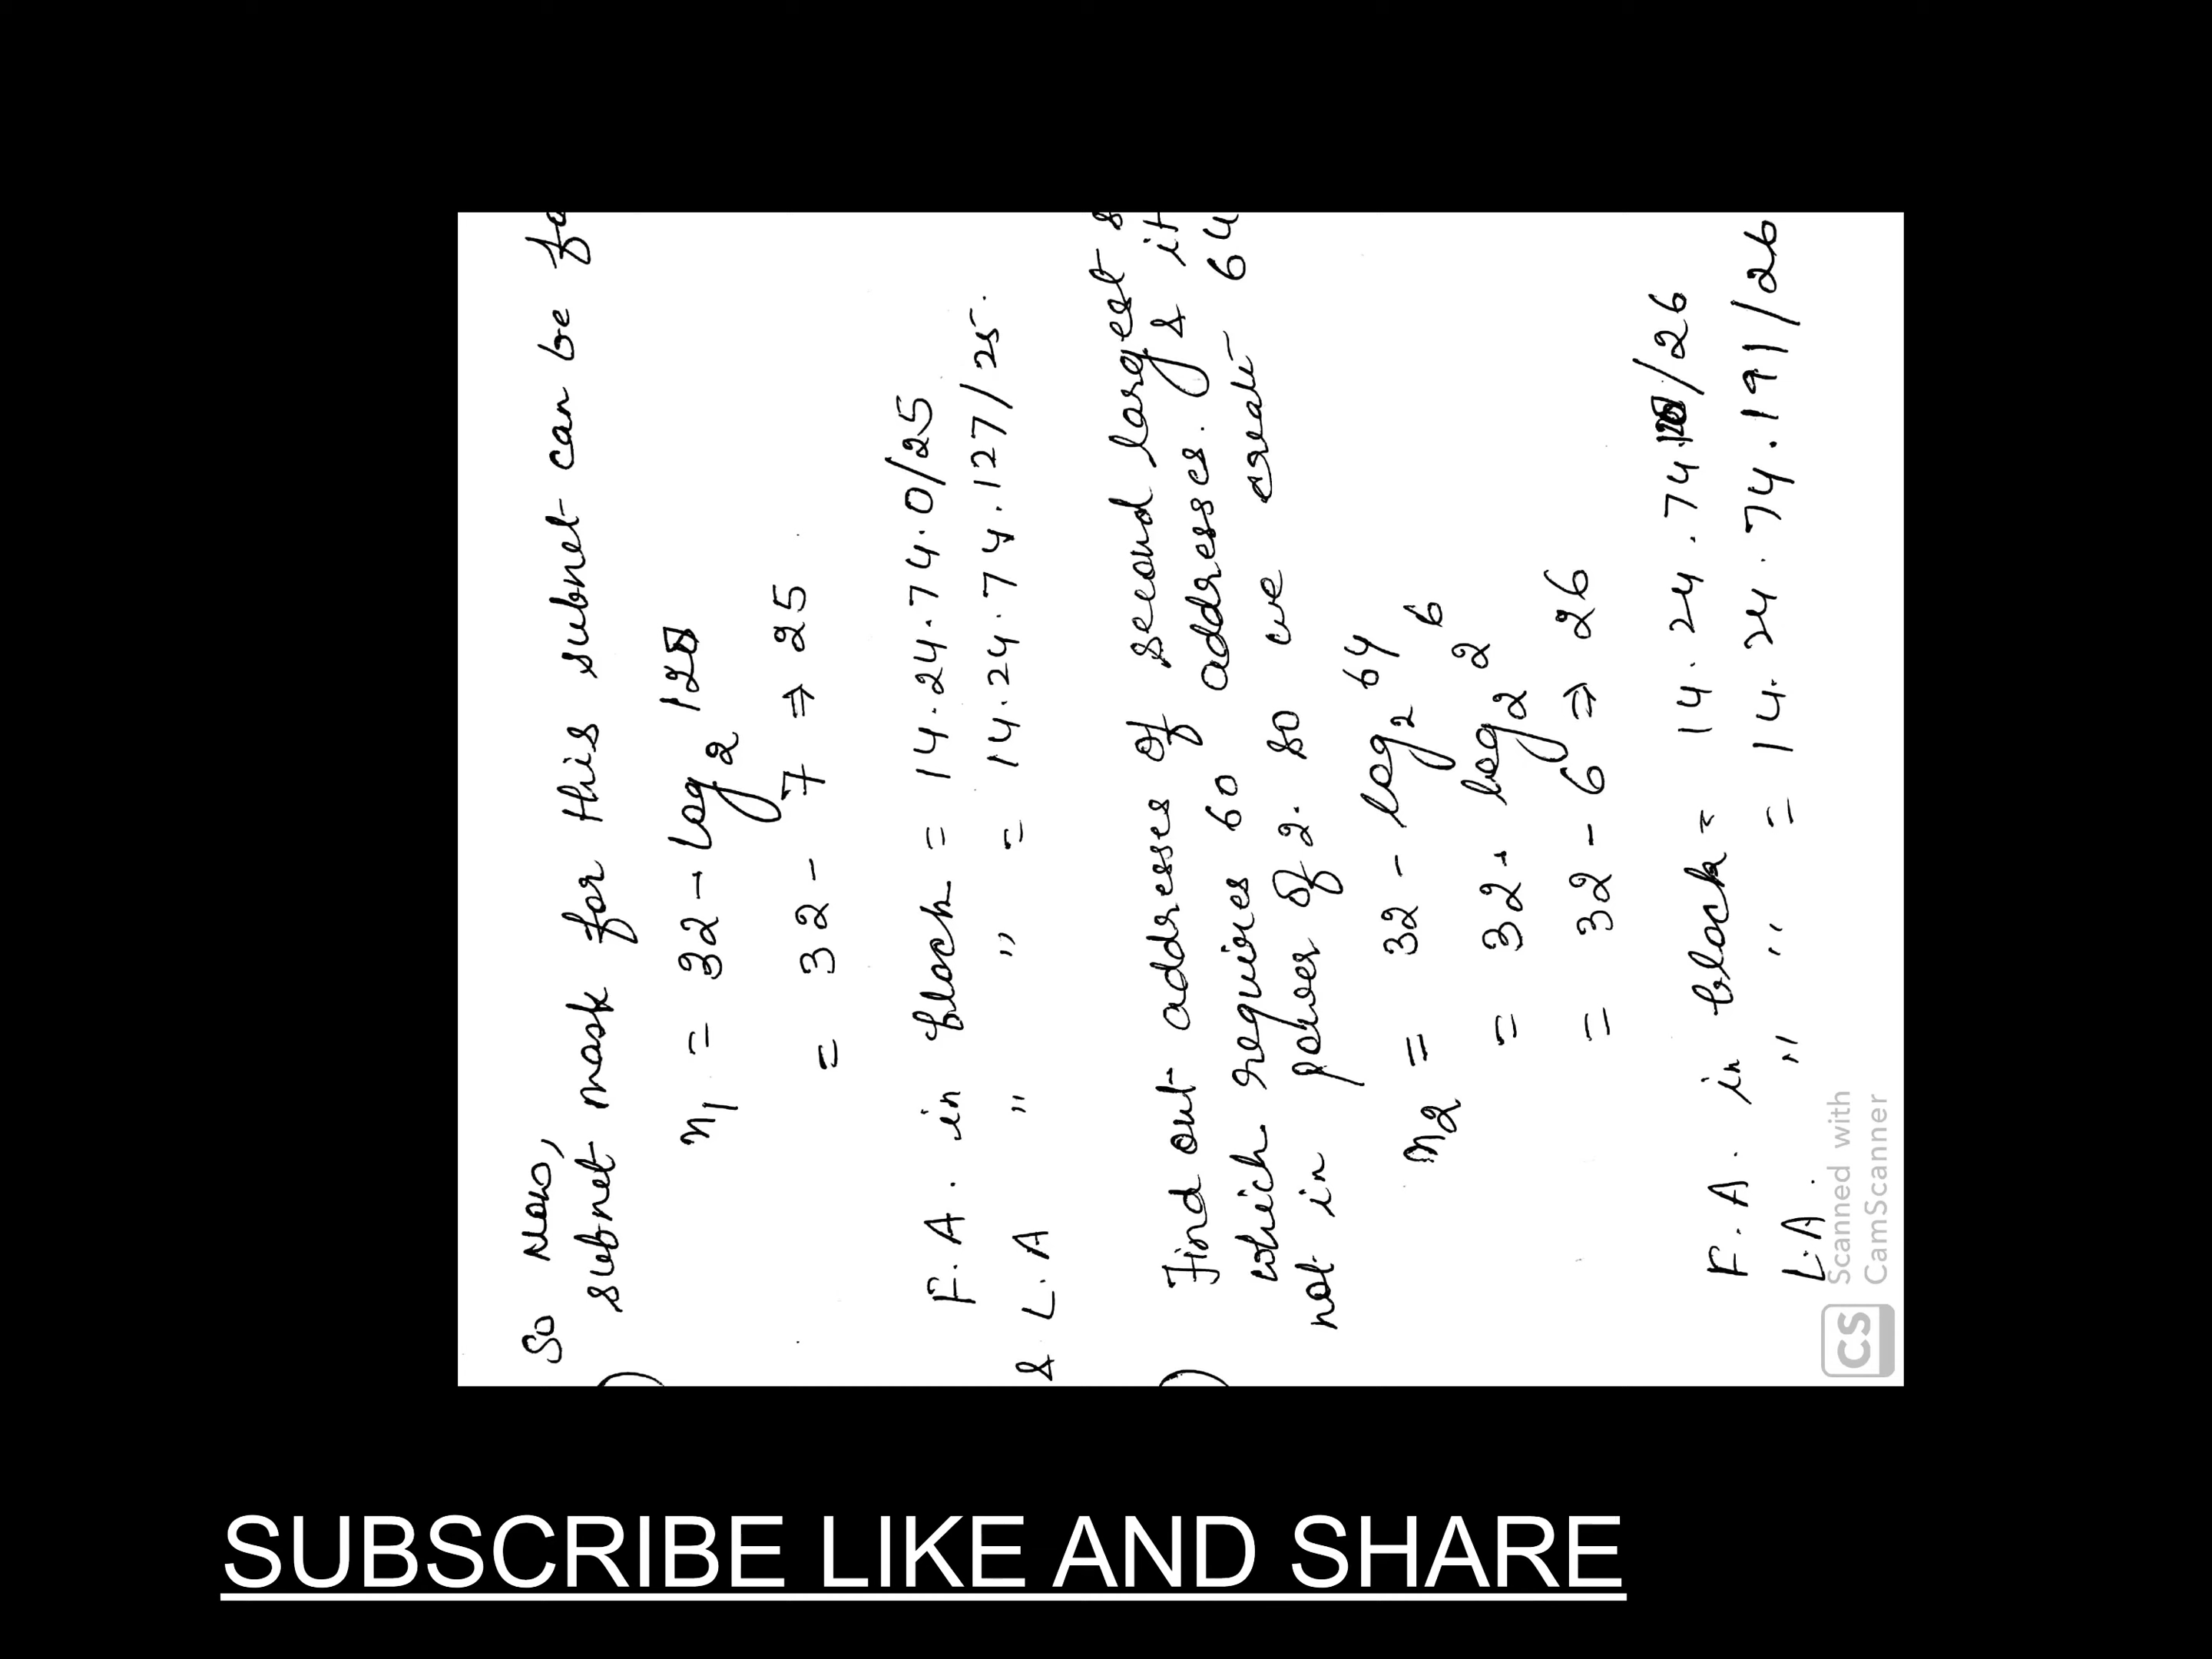 So Now,
subnet mask for this subnet can be
n1 = 32 - log2 128
= 32 - 7 ⇒ 25
F.A. in block = 14.24.74.0/25
& L.A " " = 14.24.74.127/25.
Find out addresses of second largest
which requires 60 addresses. & it
not in power of 2. so we 64
n2 = 32 - log2 64
= 32 - log2 2^6
= 32 - 6 ⇒ 26
F.A. in block = 14.24.74.128/26
L.A. " " = 14.24.74.191/26
CS Scanned with
CamScanner
SUBSCRIBE LIKE AND SHARE